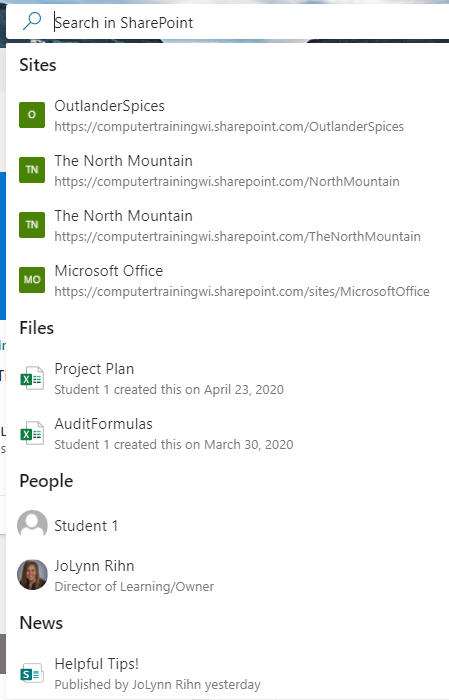 Search in SharePoint
Sites
O
OutlanderSpices
https://computertrainingwi.sharepoint.com/OutlanderSpices
TN
The North Mountain
https://computertrainingwi.sharepoint.com/NorthMountain
TN
The North Mountain
https://computertrainingwi.sharepoint.com/TheNorthMountain
MO
Microsoft Office
https://computertrainingwi.sharepoint.com/sites/MicrosoftOffice
Files
Project Plan
Student 1 created this on April 23, 2020
AuditFormulas
Student 1 created this on March 30, 2020
People
Student 1
JoLynn Rihn
Director of Learning/Owner
News
S
Helpful Tips!
Published by JoLynn Rihn yesterday